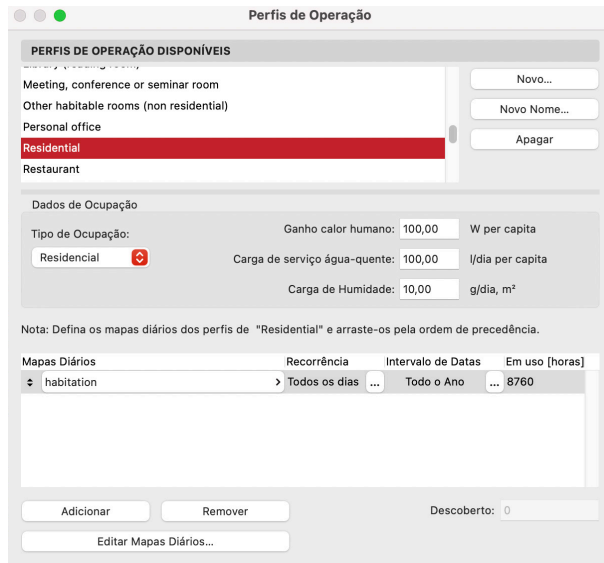 Perfis de Operação
PERFIS DE OPERAÇÃO DISPONÍVEIS
Meeting, conference or seminar room
Other habitable rooms (non residential)
Personal office
Residential
Restaurant
Novo...
Novo Nome...
Apagar
Dados de Ocupação
Tipo de Ocupação:
Residencial
Ganho calor humano: 100,00 W per capita
Carga de serviço água-quente: 100,00 l/dia per capita
Carga de Humidade: 10,00 g/dia, m²
Nota: Defina os mapas diários dos perfis de "Residential" e arraste-os pela ordem de precedência.
Mapas Diários Recorrência Intervalo de Datas Em uso [horas]
habitation > Todos os dias ... Todo o Ano ... 8760
Adicionar Remover Descoberto: 0
Editar Mapas Diários...